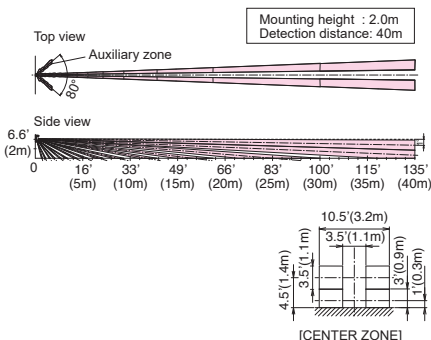 Mounting height : 2.0m
Detection distance: 40m
Top view
Auxiliary zone
80°
Side view
6.6'
(2m)
0 16' 33' 49' 66' 83' 100' 115' 135'
(5m) (10m) (15m) (20m) (25m) (30m) (35m) (40m)
10.5'(3.2m)
3.5'(1.1m)
4.5'(1.4m)
3.5'(1.1m)
3'(0.9m)
1'(0.3m)
[CENTER ZONE]